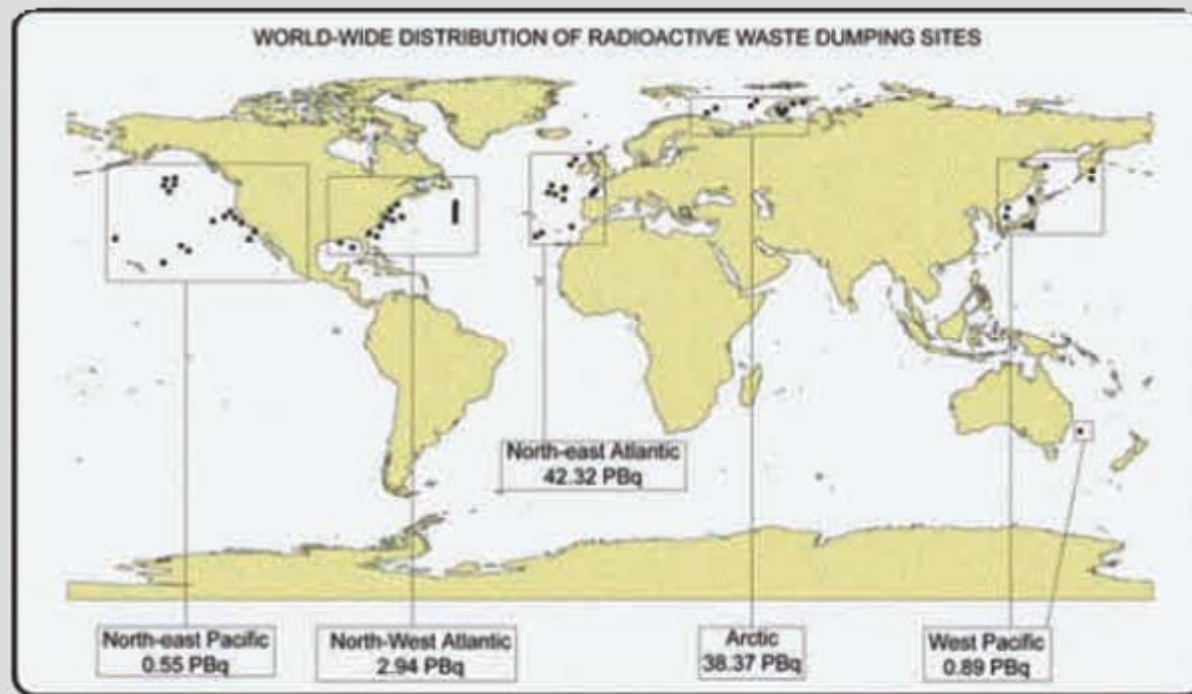 WORLD-WIDE DISTRIBUTION OF RADIOACTIVE WASTE DUMPING SITES
North-east Atlantic
42.32 PBq
North-east Pacific
0.55 PBq
North-West Atlantic
2.94 PBq
Arctic
38.37 PBq
West Pacific
0.89 PBq